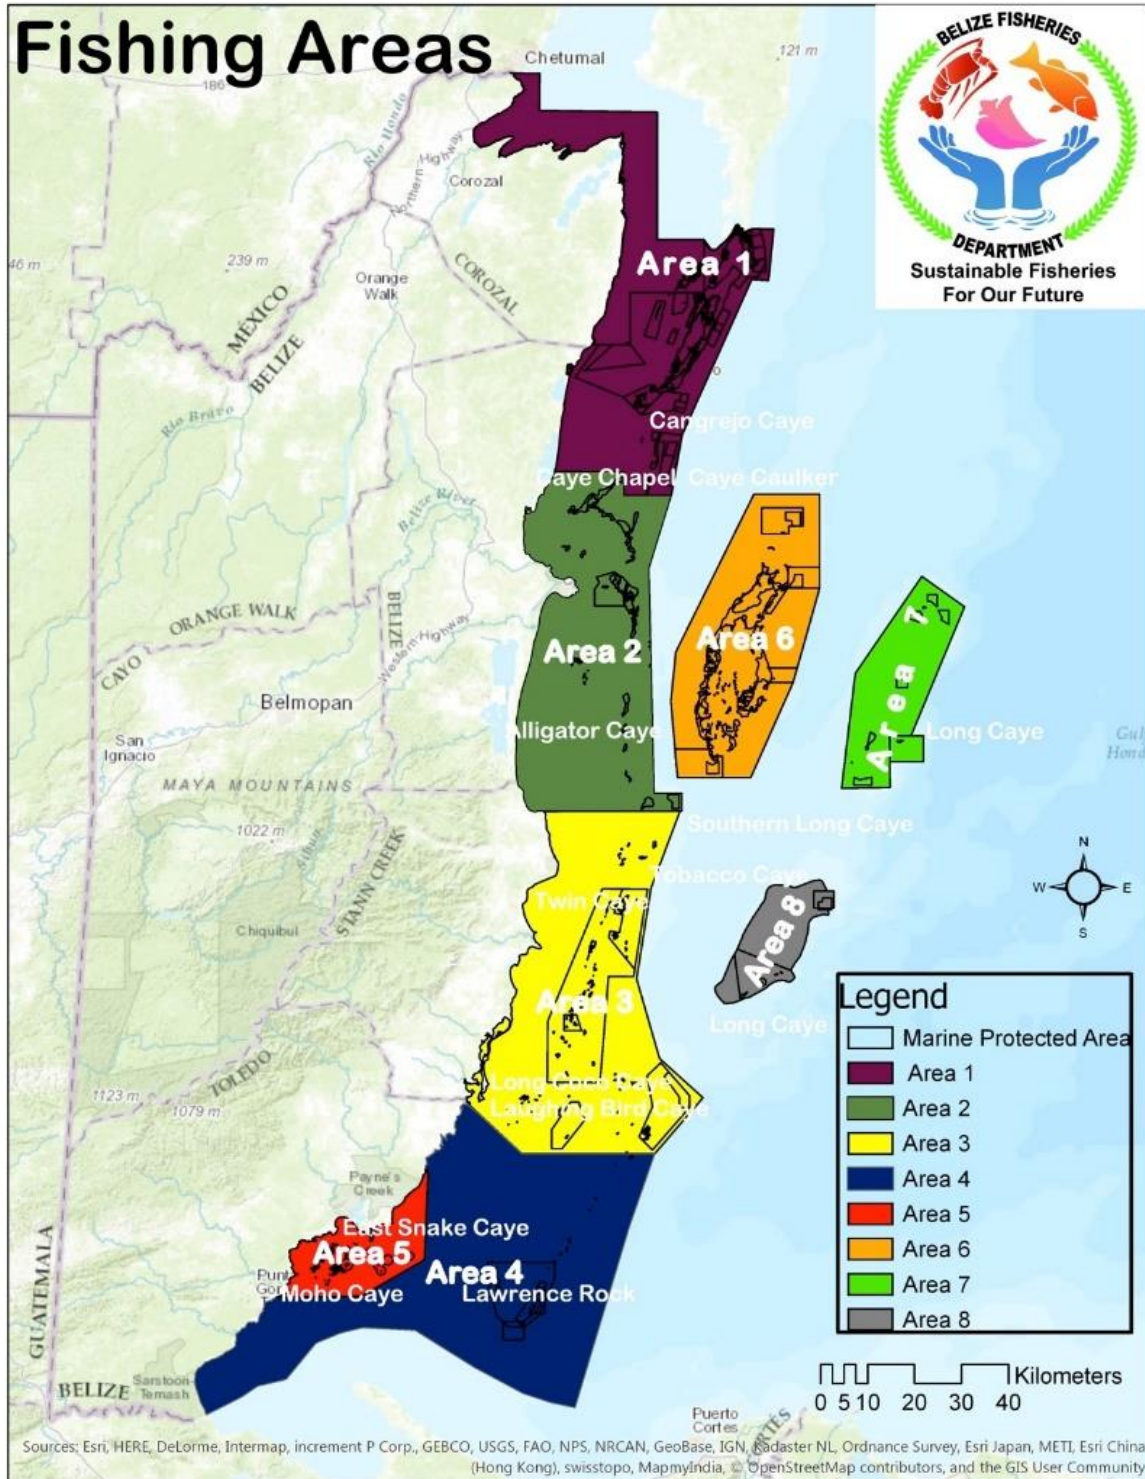 Fishing Areas
Chetumal
121 m
BELIZE FISHERIES
DEPARTMENT
Sustainable Fisheries
For Our Future
186
Rio Hondo
Northern Highway
Corozal
46 m
239 m
Orange
Walk
COROZAL
MÉXICO
BELIZE
Area 1
Rio Bravo
Cangrejo Caye
Caye Chapel
Caye Caulker
Belize River
ORANGE WALK
BELIZE
CAYO
Western Highway
Area 2
Area 6
Area 7
Belmopan
Alligator Caye
Long Caye
San
Ignacio
MAYA MOUNTAINS
1022 m
Sibun
Southern Long Caye
STANN CREEK
Tobacco Caye
Twin Caye
N
W
E
S
Chiquibul
Area 8
Area 3
Long Caye
TOLEDO
Long Coco Caye
Laughing Bird Caye
1123 m
1079 m
Payne's
Creek
East Snake Caye
Area 5
Area 4
Moho Caye
Lawrence Rock
GUATEMALA
Sarstoon
Temash
BELIZE
Puerto
Cortes
CORTÉS
Legend
Marine Protected Area
Area 1
Area 2
Area 3
Area 4
Area 5
Area 6
Area 7
Area 8
Kilometers
0 5 10 20 30 40
Sources: Esri, HERE, DeLorme, Intermap, increment P Corp., GEBCO, USGS, FAO, NPS, NRCAN, GeoBase, IGN, Kadaster NL, Ordnance Survey, Esri Japan, METI, Esri China
(Hong Kong), swisstopo, MapmyIndia, © OpenStreetMap contributors, and the GIS User Community